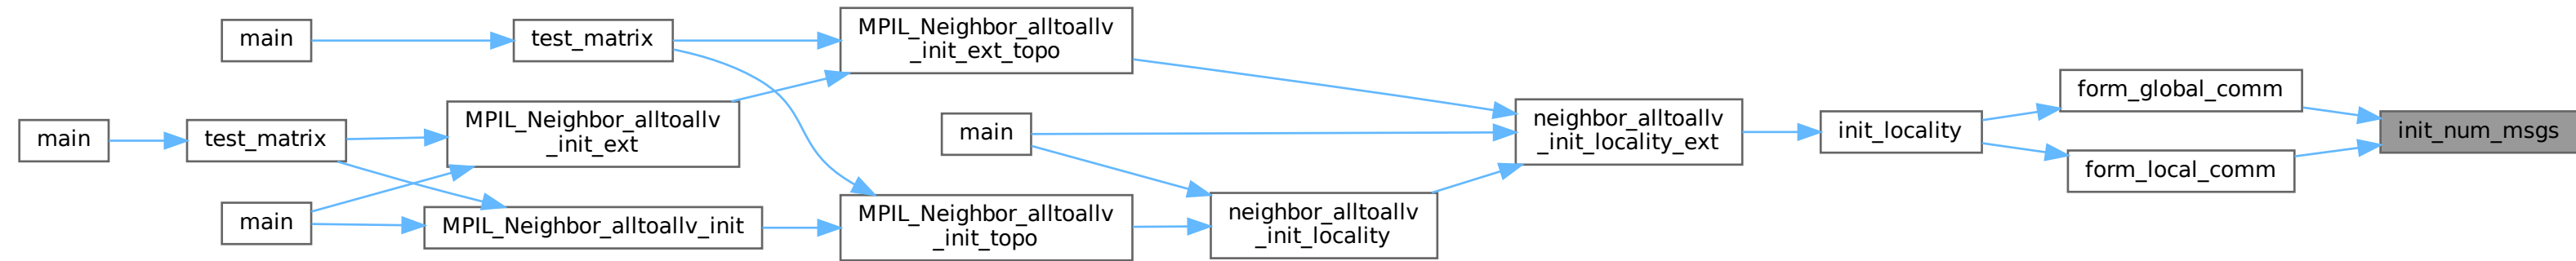 main
test_matrix
MPIL_Neighbor_alltoallv
_init_ext_topo
main
test_matrix
MPIL_Neighbor_alltoallv
_init_ext
main
MPIL_Neighbor_alltoallv_init
main
MPIL_Neighbor_alltoallv
_init_topo
neighbor_alltoallv
_init_locality
neighbor_alltoallv
_init_locality_ext
init_locality
form_global_comm
form_local_comm
init_num_msgs